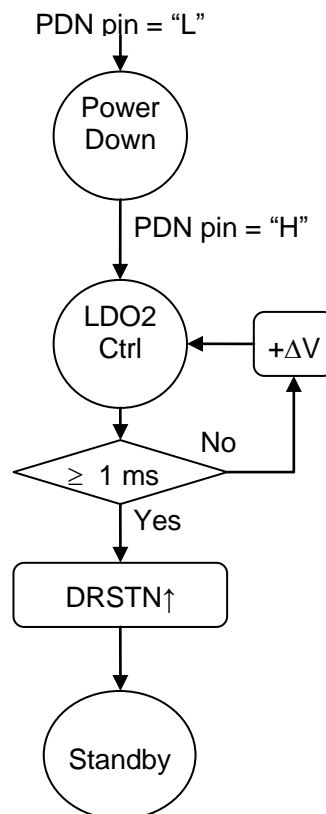 PDN pin = “L”
Power
Down
PDN pin = “H”
LDO2
Ctrl
+ΔV
No
≥ 1 ms
Yes
DRSTN↑
Standby